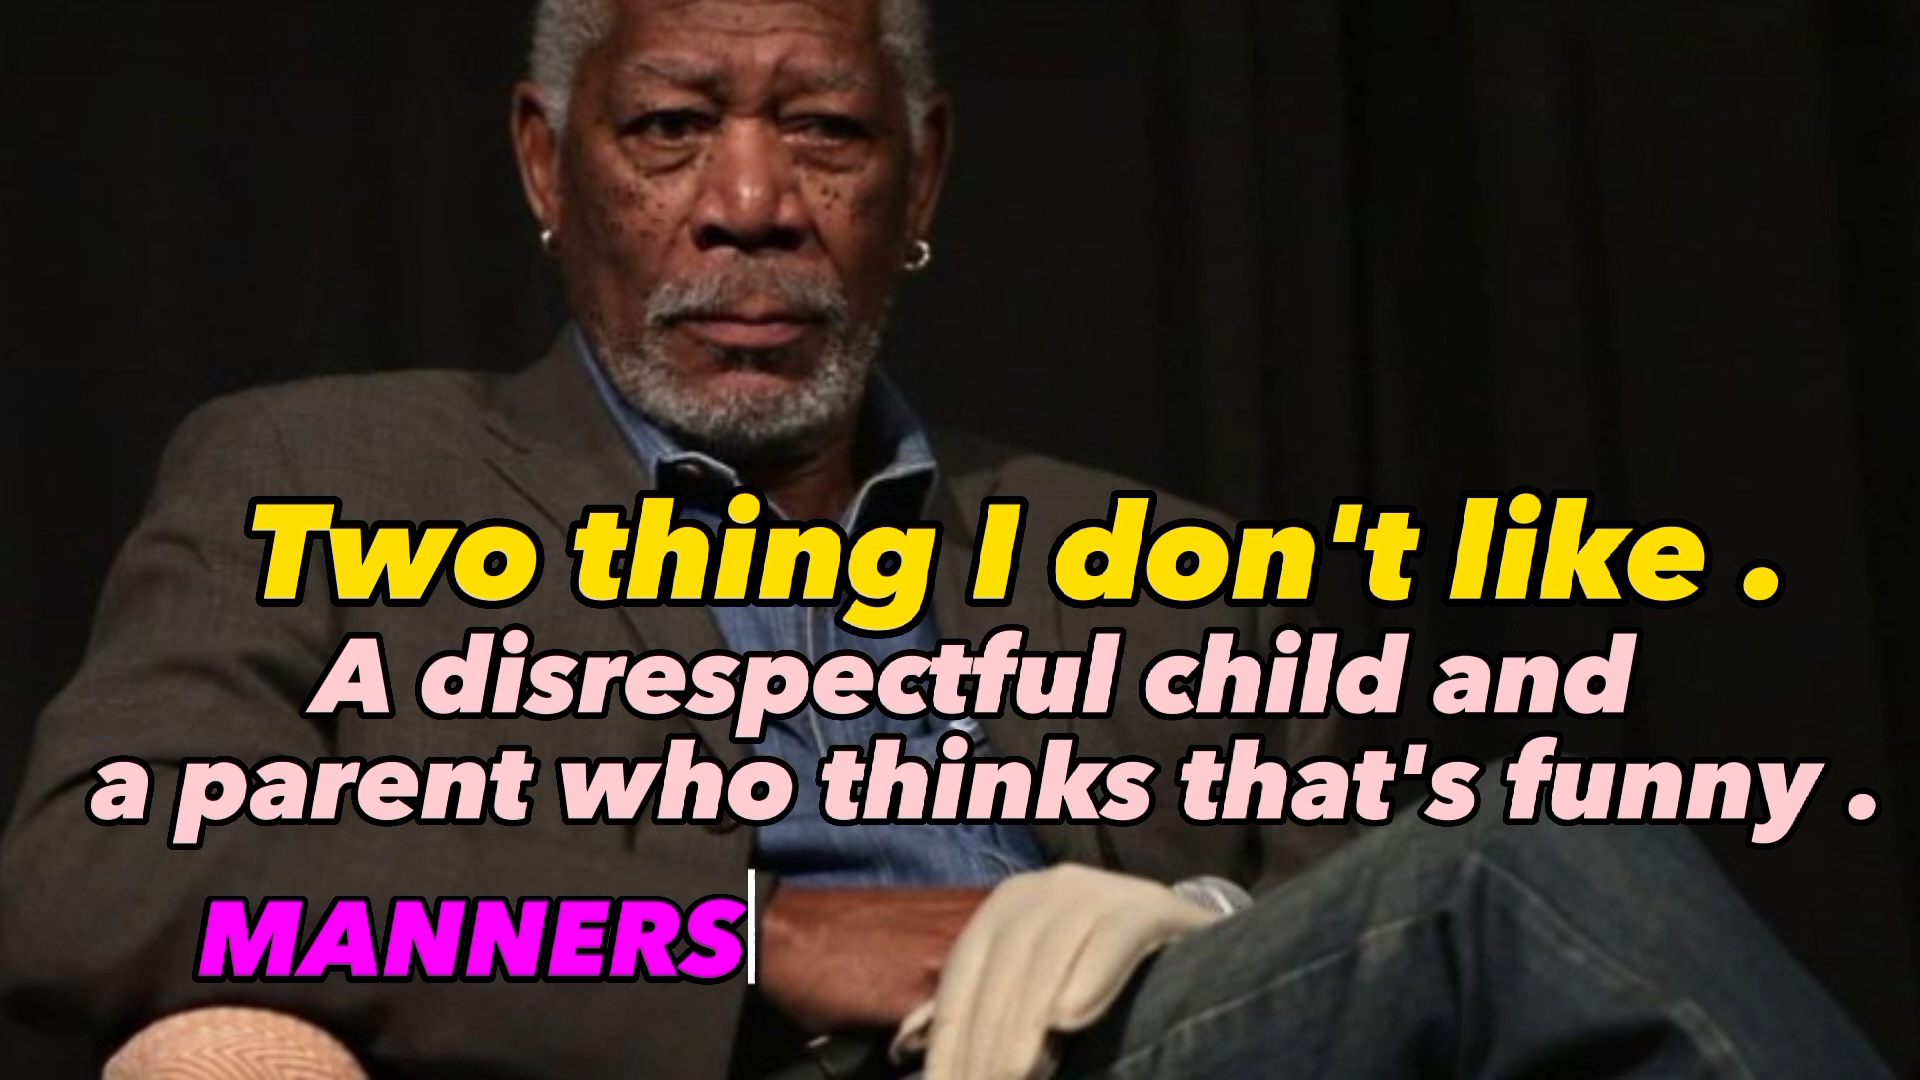 Two thing I don't like .
A disrespectful child and
a parent who thinks that's funny .
MANNERS